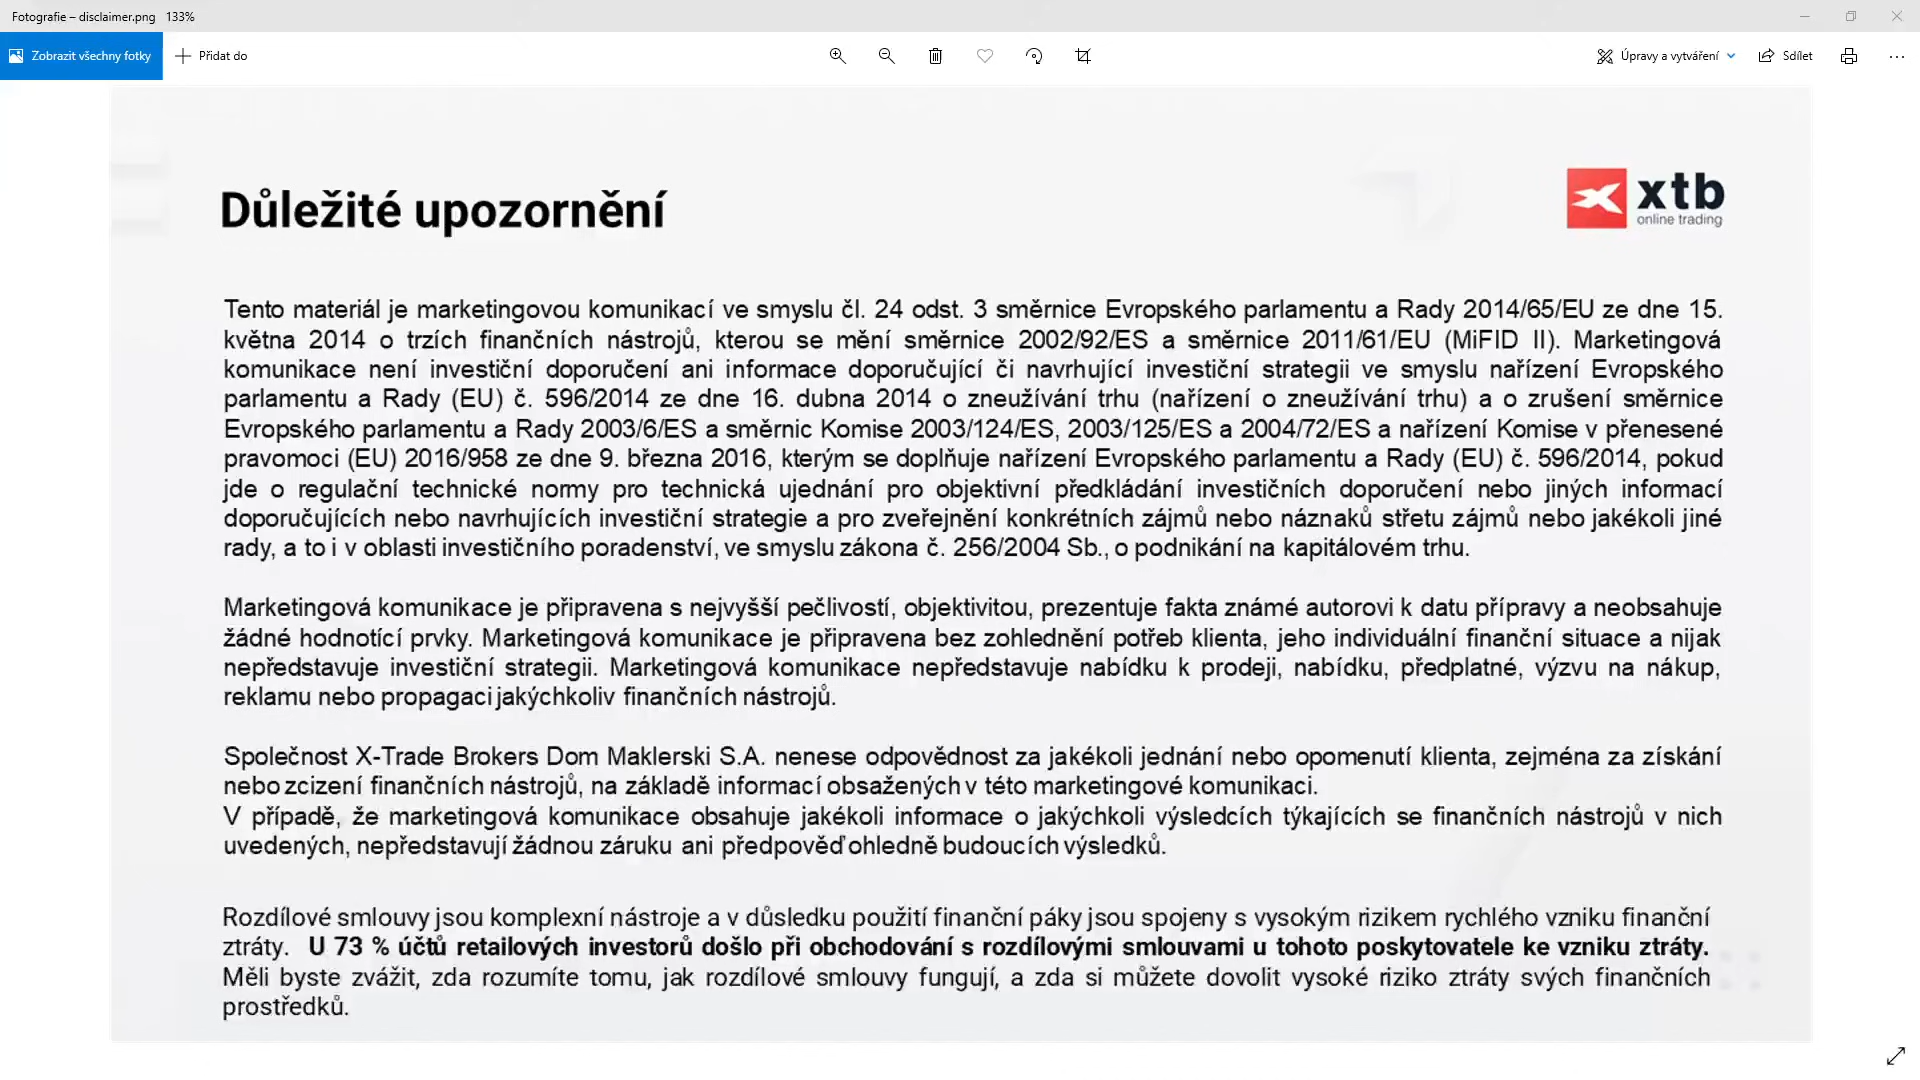 Fotografie – disclaimer.png   133%
Zobrazit všechny fotky
Přidat do
Úpravy a vytváření
Sdílet
Důležité upozornění
xtb
online trading
Tento materiál je marketingovou komunikací ve smyslu čl. 24 odst. 3 směrnice Evropského parlamentu a Rady 2014/65/EU ze dne 15.
května 2014 o trzích finančních nástrojů, kterou se mění směrnice 2002/92/ES a směrnice 2011/61/EU (MiFID II). Marketingová
komunikace není investiční doporučení ani informace doporučující či navrhující investiční strategii ve smyslu nařízení Evropského
parlamentu a Rady (EU) č. 596/2014 ze dne 16. dubna 2014 o zneužívání trhu (nařízení o zneužívání trhu) a o zrušení směrnice
Evropského parlamentu a Rady 2003/6/ES a směrnic Komise 2003/124/ES, 2003/125/ES a 2004/72/ES a nařízení Komise v přenesené
pravomoci (EU) 2016/958 ze dne 9. března 2016, kterým se doplňuje nařízení Evropského parlamentu a Rady (EU) č. 596/2014, pokud
jde o regulační technické normy pro technická ujednání pro objektivní předkládání investičních doporučení nebo jiných informací
doporučujících nebo navrhujících investiční strategie a pro zveřejnění konkrétních zájmů nebo náznaků střetu zájmů nebo jakékoli jiné
rady, a to i v oblasti investičního poradenství, ve smyslu zákona č. 256/2004 Sb., o podnikání na kapitálovém trhu.
Marketingová komunikace je připravena s nejvyšší pečlivostí, objektivitou, prezentuje fakta známé autorovi k datu přípravy a neobsahuje
žádné hodnotící prvky. Marketingová komunikace je připravena bez zohlednění potřeb klienta, jeho individuální finanční situace a nijak
nepředstavuje investiční strategii. Marketingová komunikace nepředstavuje nabídku k prodeji, nabídku, předplatné, výzvu na nákup,
reklamu nebo propagaci jakýchkoliv finančních nástrojů.
Společnost X-Trade Brokers Dom Maklerski S.A. nenese odpovědnost za jakékoli jednání nebo opomenutí klienta, zejména za získání
nebo zcizení finančních nástrojů, na základě informací obsažených v této marketingové komunikaci.
V případě, že marketingová komunikace obsahuje jakékoli informace o jakýchkoli výsledcích týkajících se finančních nástrojů v nich
uvedených, nepředstavují žádnou záruku ani předpověď ohledně budoucích výsledků.
Rozdílové smlouvy jsou komplexní nástroje a v důsledku použití finanční páky jsou spojeny s vysokým rizikem rychlého vzniku finanční
ztráty. U 73 % účtů retailových investorů došlo při obchodování s rozdílovými smlouvami u tohoto poskytovatele ke vzniku ztráty.
Měli byste zvážit, zda rozumíte tomu, jak rozdílové smlouvy fungují, a zda si můžete dovolit vysoké riziko ztráty svých finančních
prostředků.